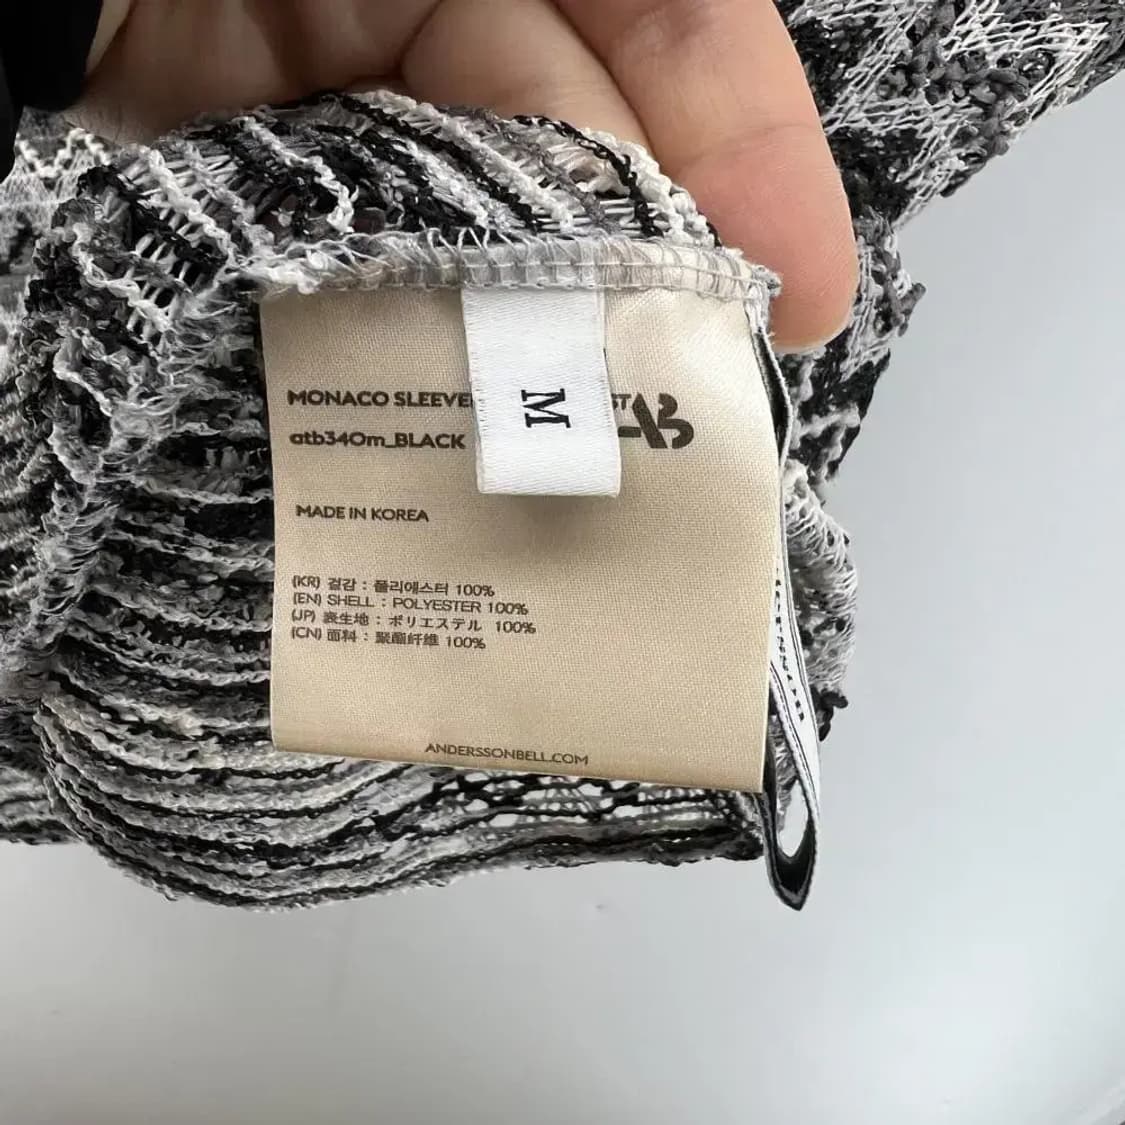 MONACO SLEEVE
atb340m_BLACK
AB
M
MADE IN KOREA
(KR) 겉감 : 폴리에스터 100%
(EN) SHELL : POLYESTER 100%
(JP) 表生地 : ポリエステル 100%
(CN) 面料 : 聚酯纤维 100%
ANDERSSONBELL.COM